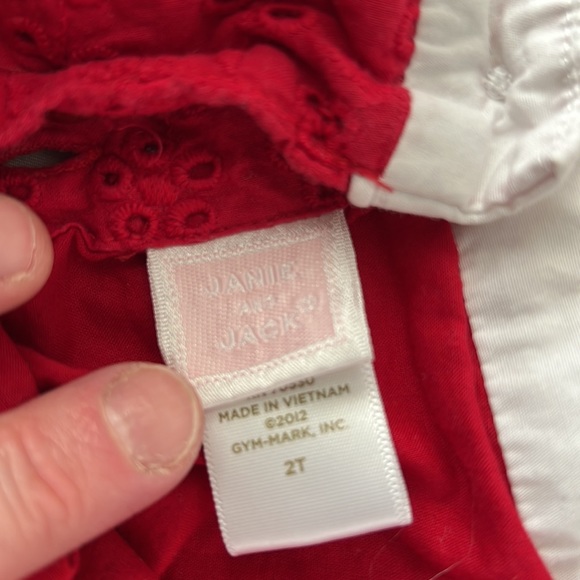 JANIE
AND
JACK®
MADE IN VIETNAM
©2012
GYM-MARK, INC.
2T